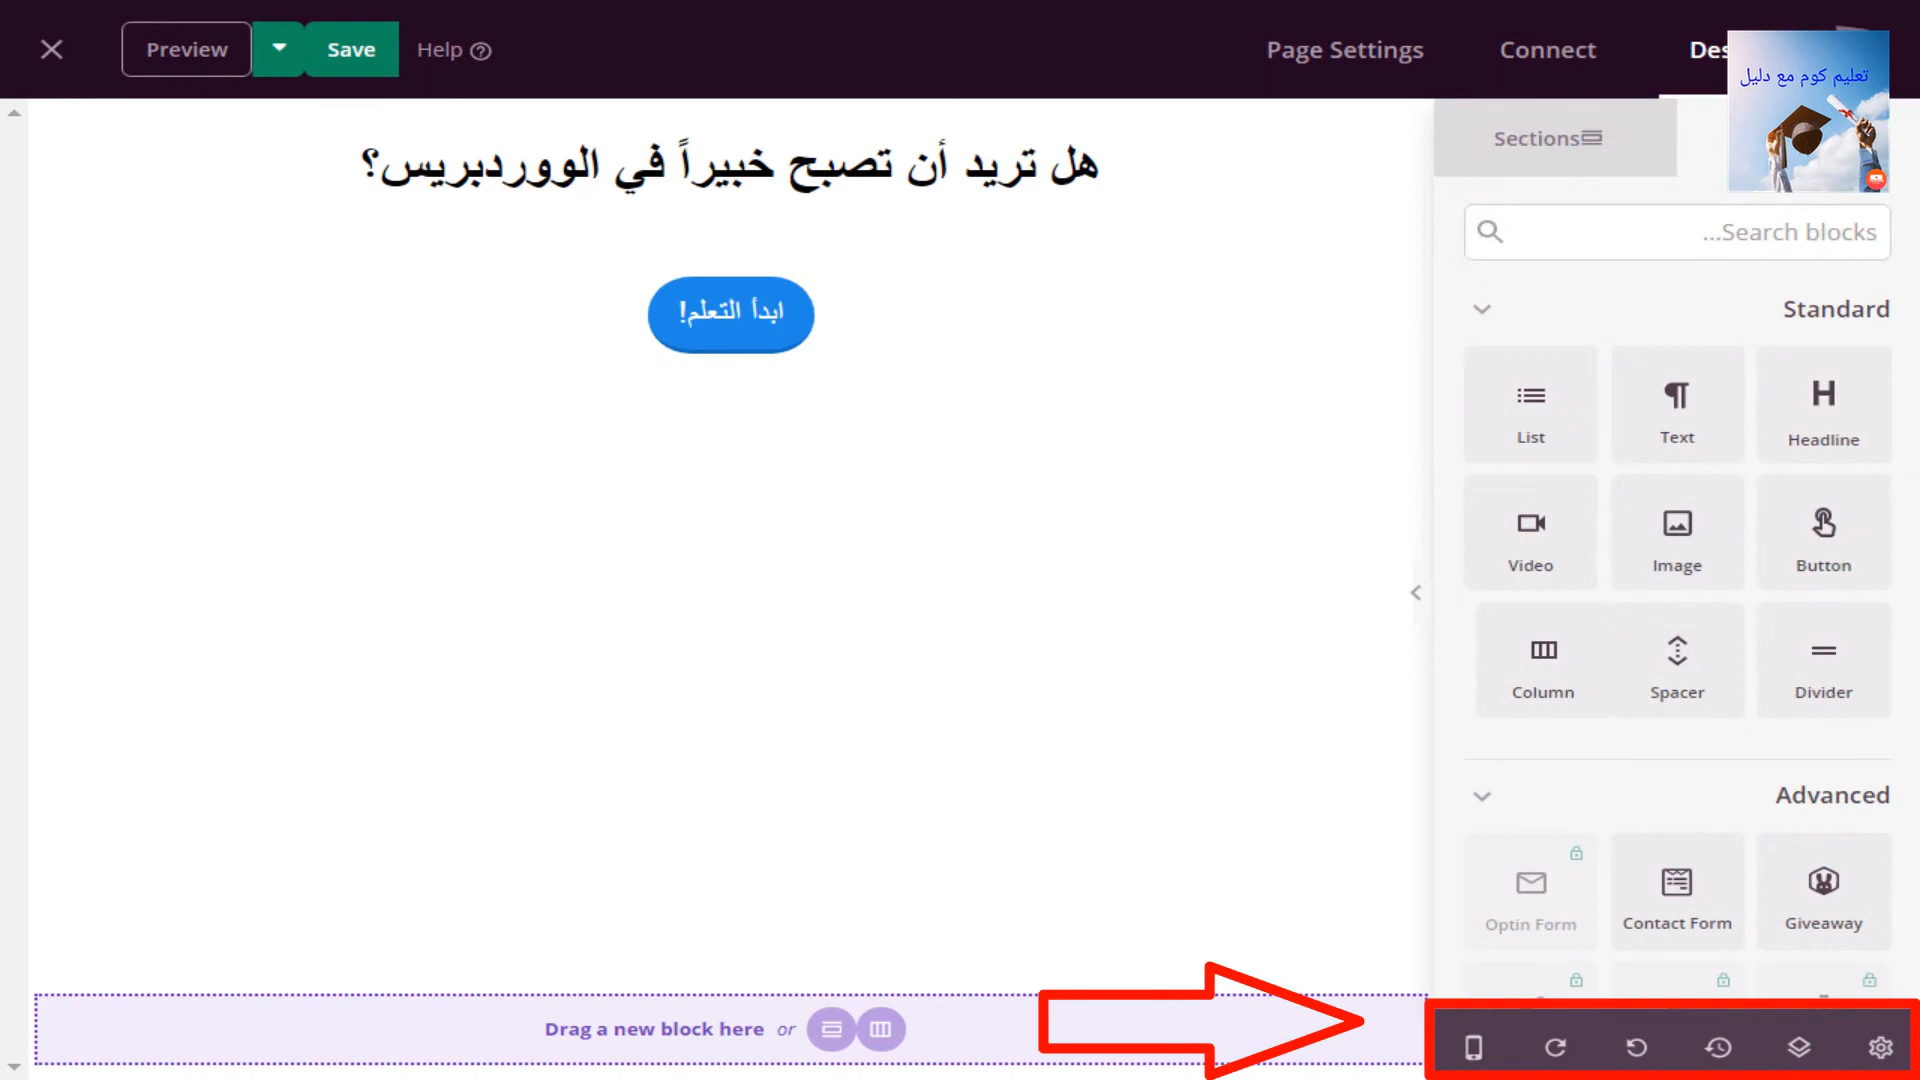 Preview
Save
Help
Page Settings
Connect
Des
تعليم كوم مع دليل
Sections
...Search blocks
هل تريد أن تصبح خبيراً في الووردبريس؟
ابدأ التعلم!
Standard
List
Text
Headline
Video
Image
Button
Column
Spacer
Divider
Advanced
Optin Form
Contact Form
Giveaway
Drag a new block here or